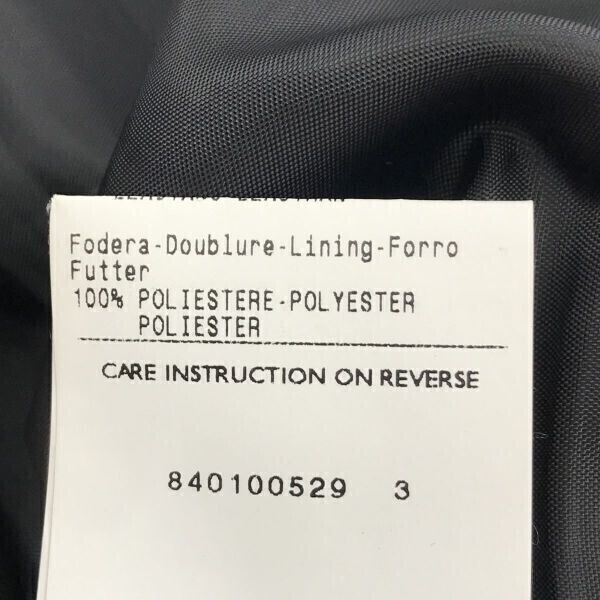 Fodera-Doublure-Lining-Forro
Futter
100% POLIESTERE-POLYESTER
POLIESTER
CARE INSTRUCTION ON REVERSE
840100529 3